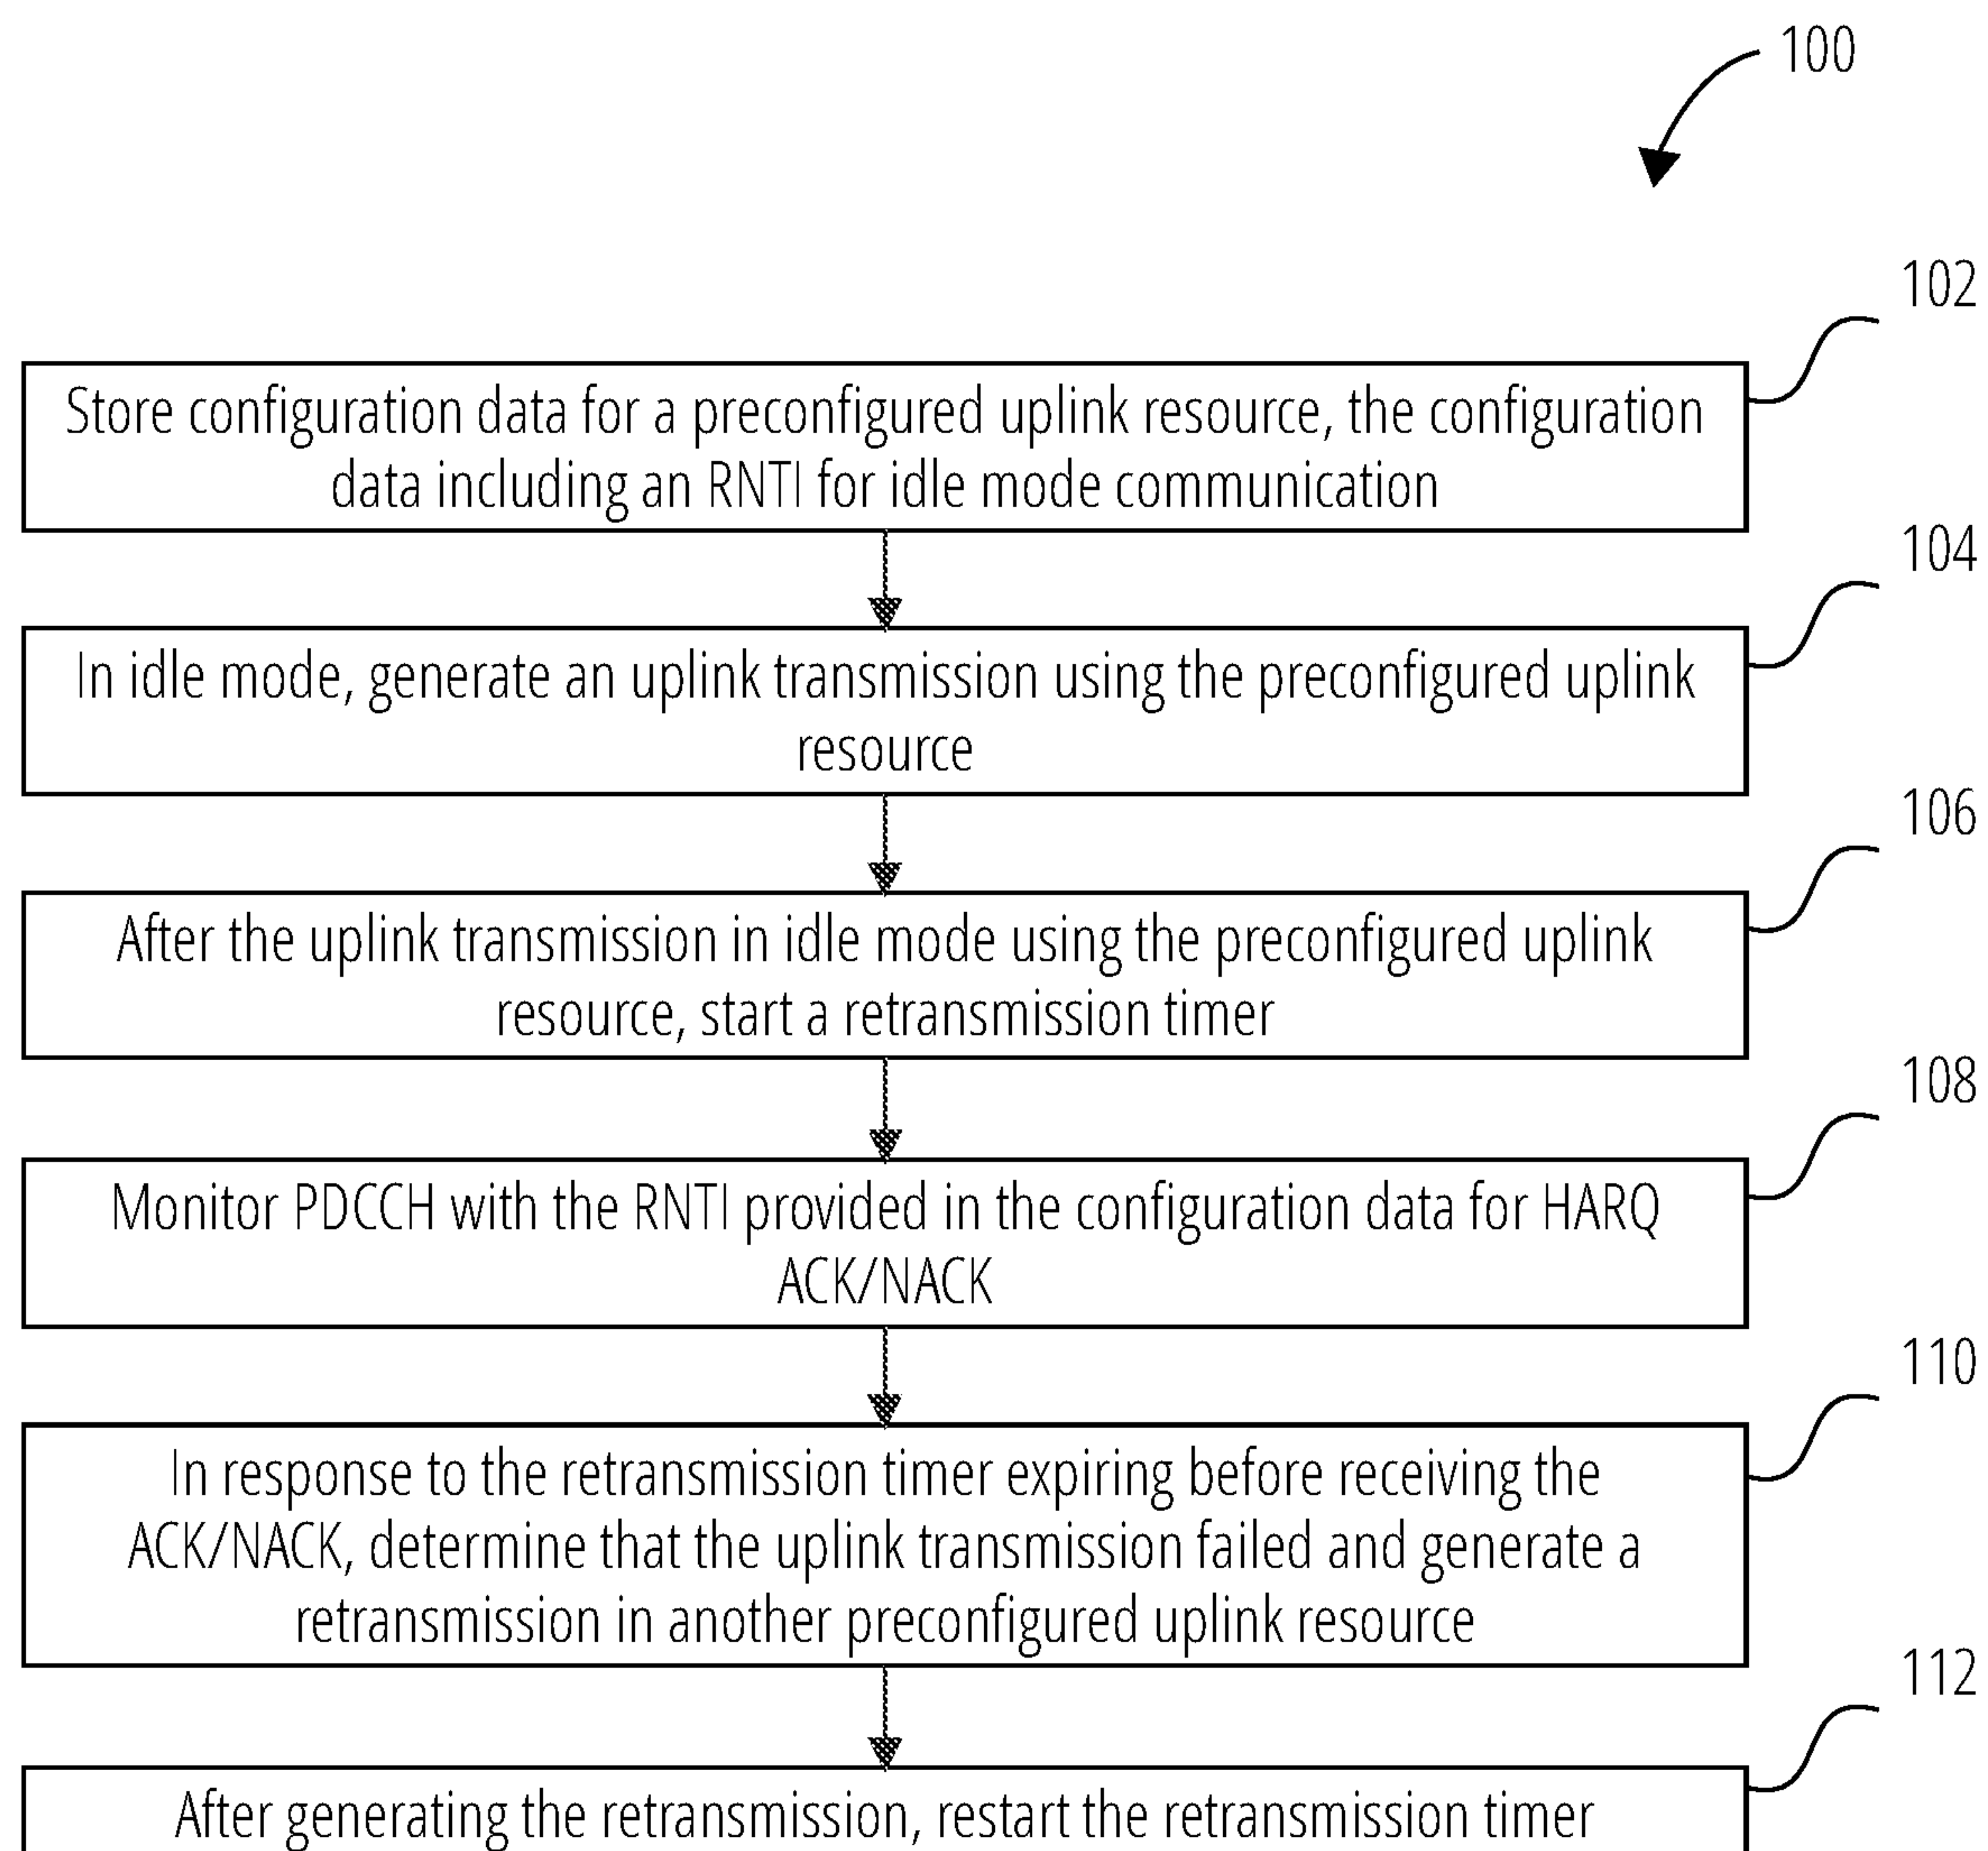 100
102
Store configuration data for a preconfigured uplink resource, the configuration
data including an RNTI for idle mode communication
104
In idle mode, generate an uplink transmission using the preconfigured uplink
resource
106
After the uplink transmission in idle mode using the preconfigured uplink
resource, start a retransmission timer
108
Monitor PDCCH with the RNTI provided in the configuration data for HARQ
ACK/NACK
110
In response to the retransmission timer expiring before receiving the
ACK/NACK, determine that the uplink transmission failed and generate a
retransmission in another preconfigured uplink resource
112
After generating the retransmission, restart the retransmission timer